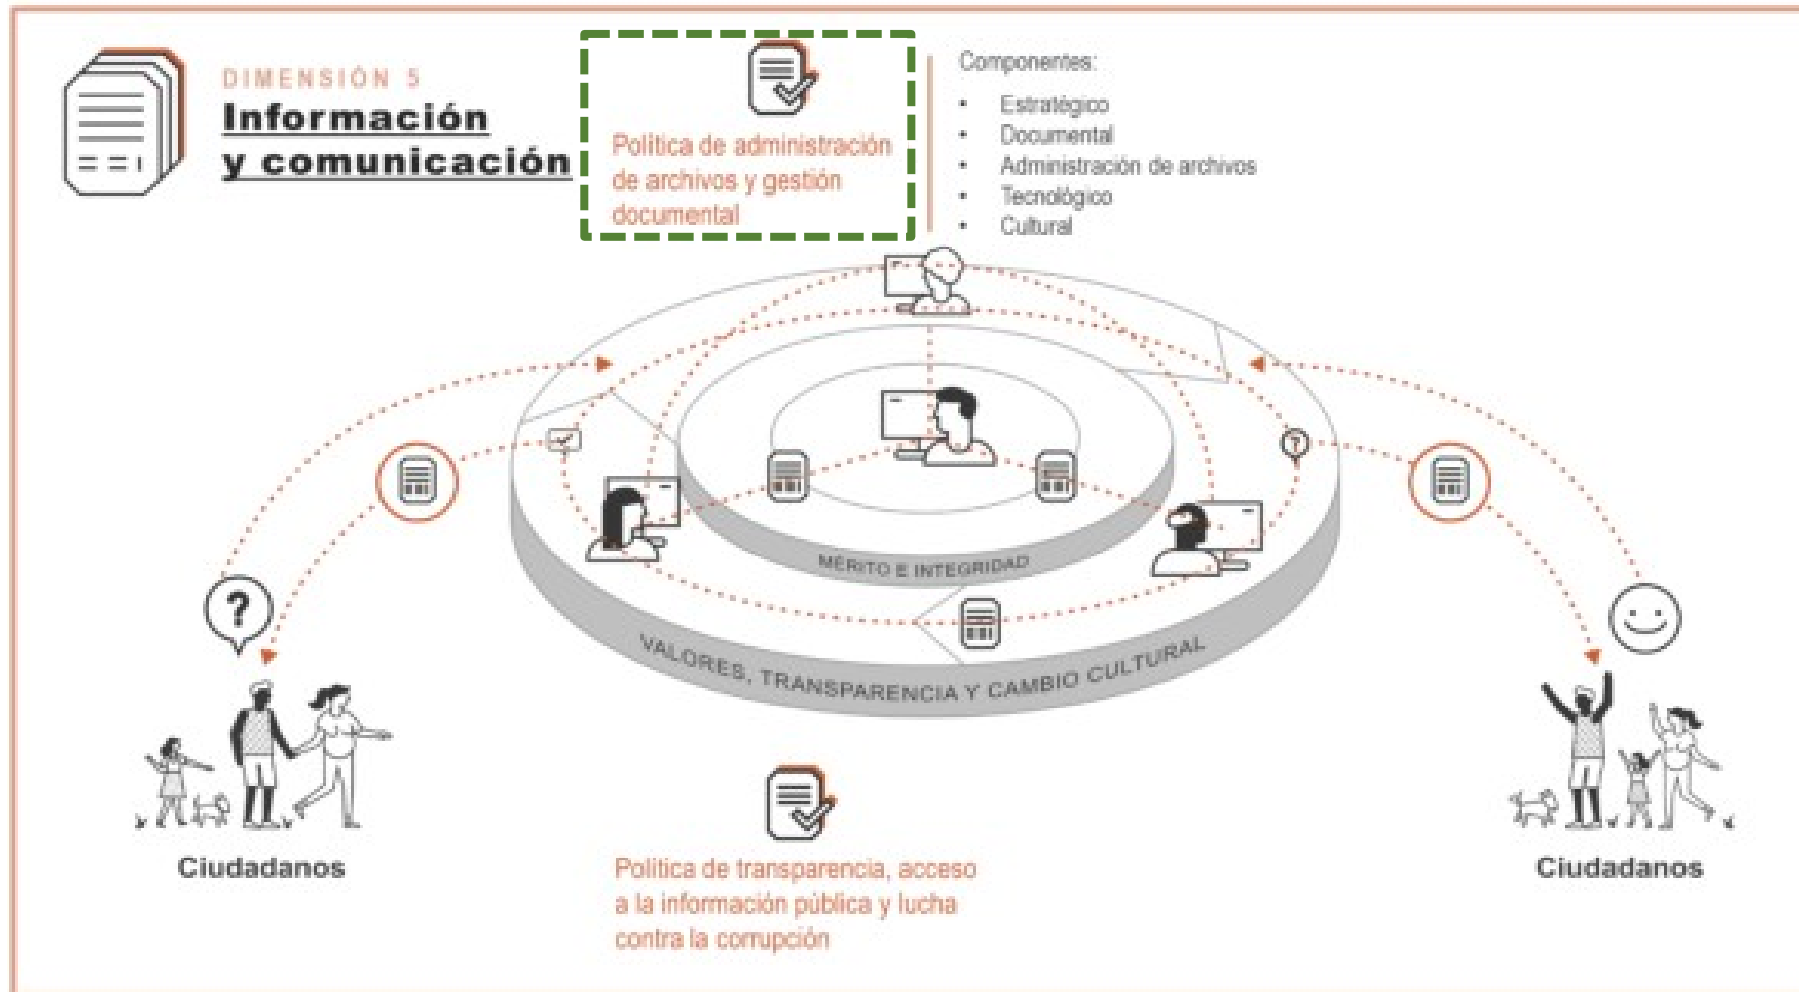 DIMENSIÓN 5
Información
y comunicación
Política de administración
de archivos y gestión
documental
Componentes:
• Estratégico
• Documental
• Administración de archivos
• Tecnológico
• Cultural
?
?
MÉRITO E INTEGRIDAD
VALORES, TRANSPARENCIA Y CAMBIO CULTURAL
Ciudadanos
Ciudadanos
Política de transparencia, acceso
a la información pública y lucha
contra la corrupción